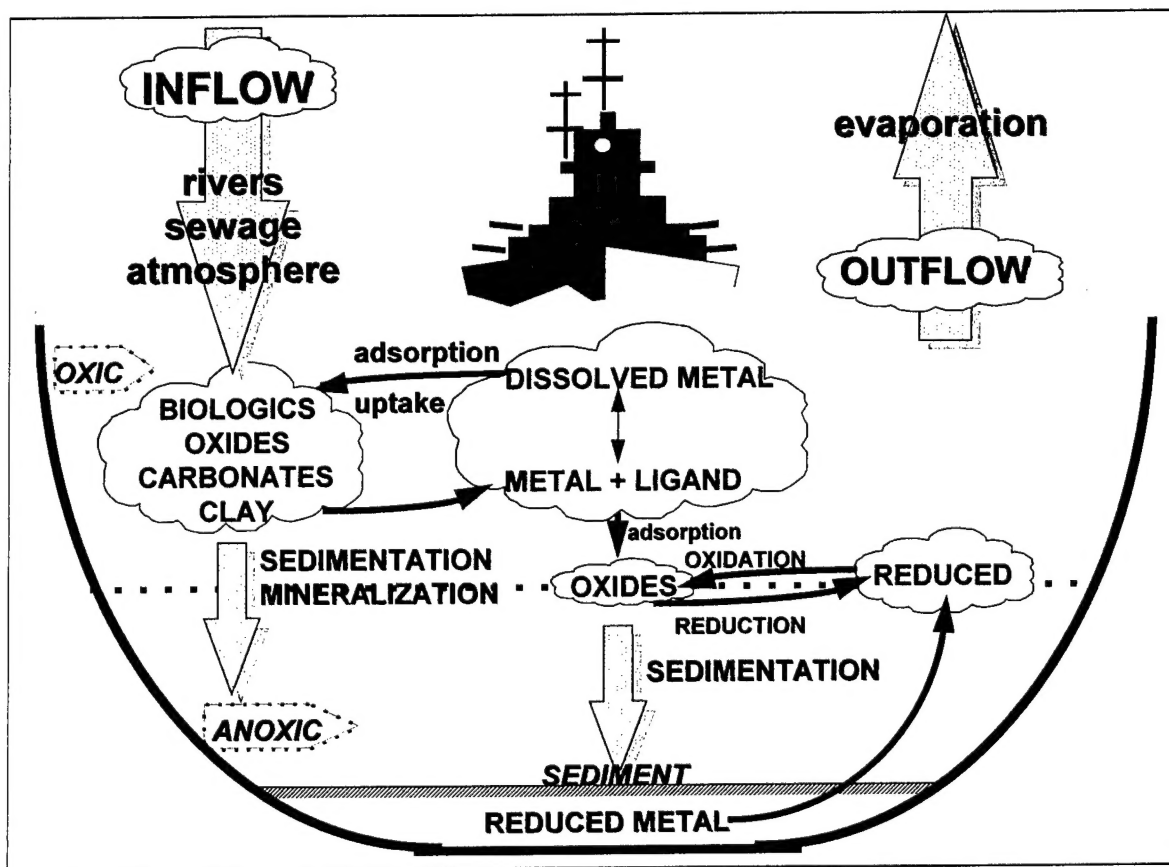 INFLOW
rivers
sewage
atmosphere
evaporation
OUTFLOW
OXIC
adsorption
uptake
DISSOLVED METAL
BIOLOGICS
OXIDES
CARBONATES
CLAY
METAL + LIGAND
adsorption
SEDIMENTATION
MINERALIZATION
OXIDATION
OXIDES
REDUCED
REDUCTION
SEDIMENTATION
ANOXIC
SEDIMENT
REDUCED METAL